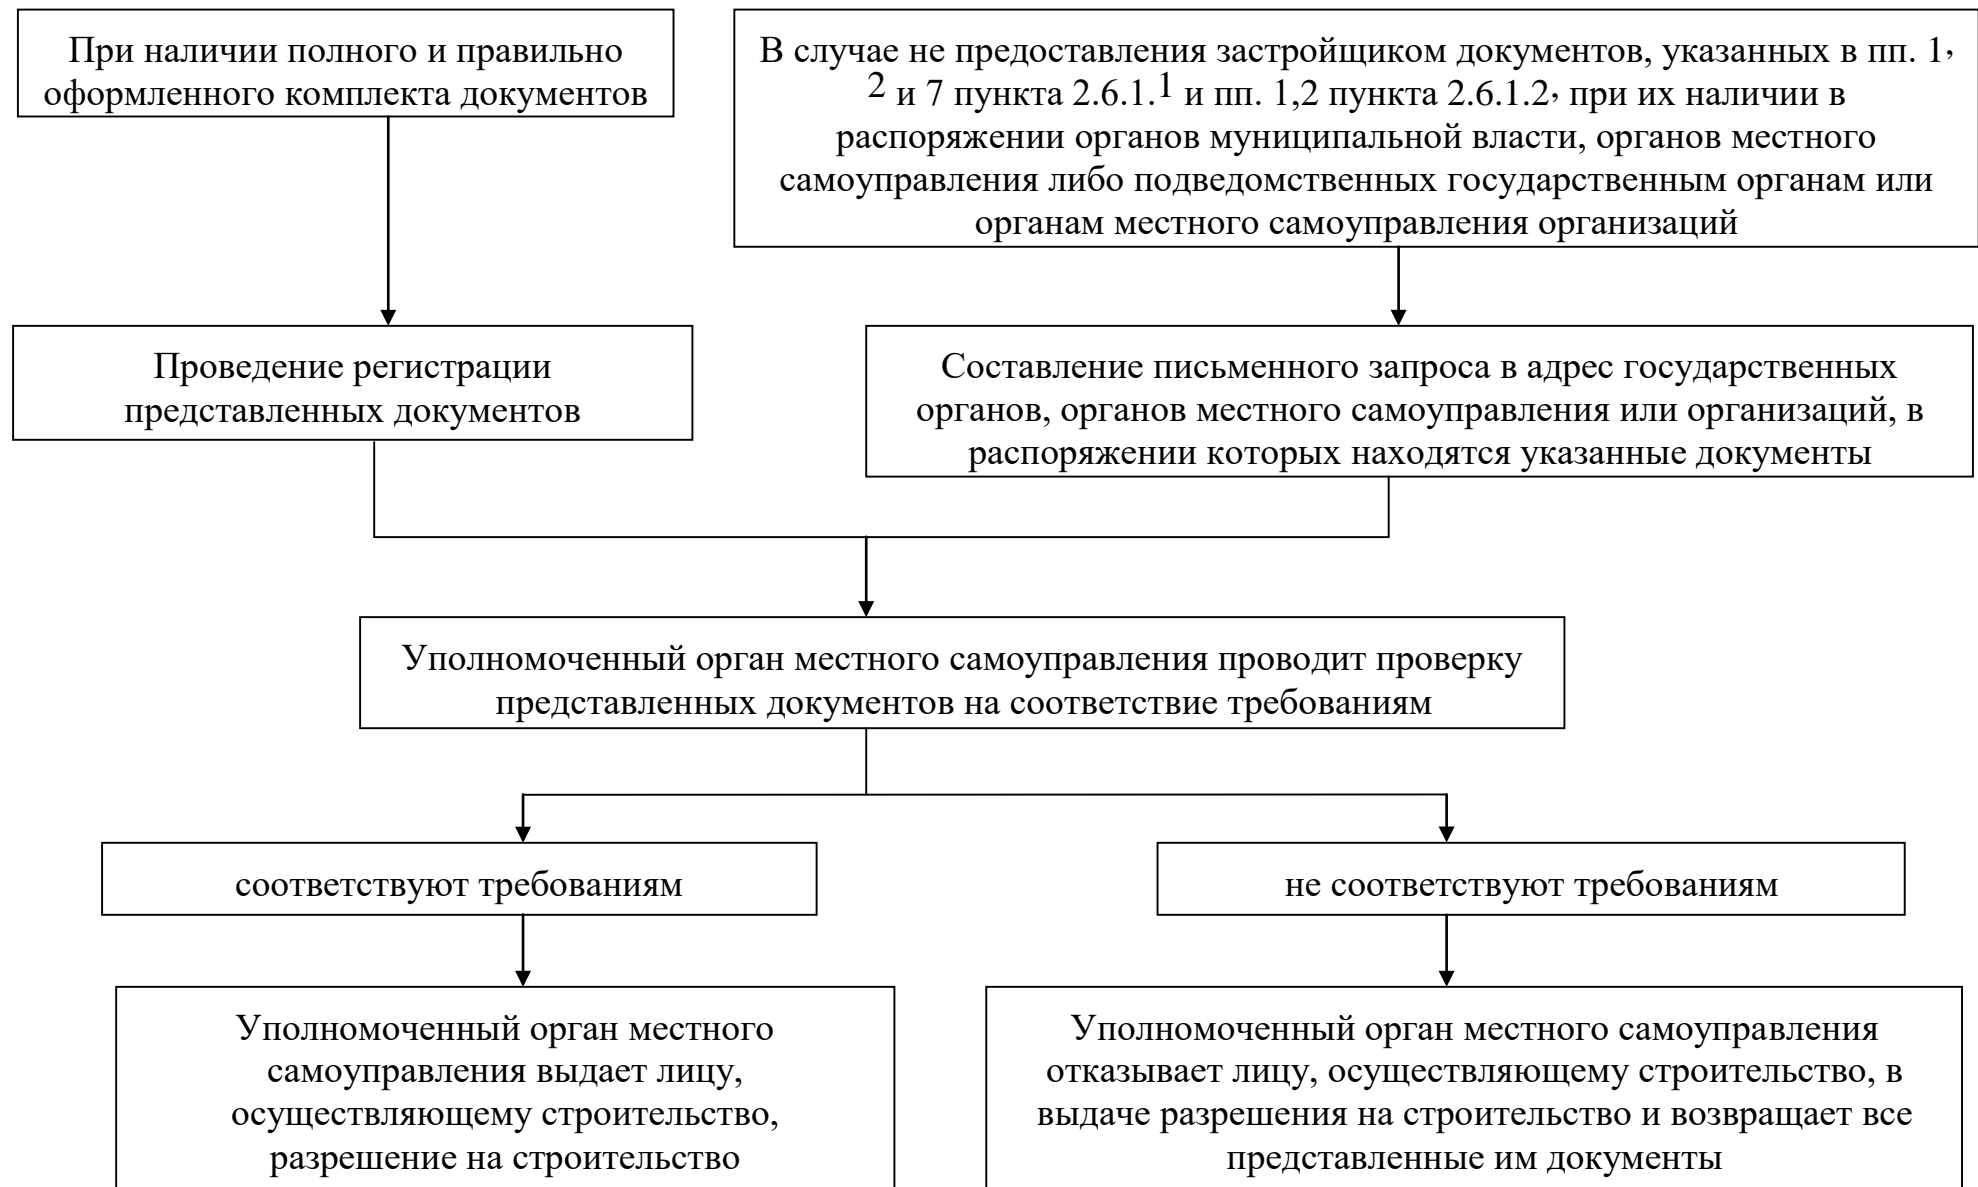 При наличии полного и правильно
оформленного комплекта документов
В случае не предоставления застройщиком документов, указанных в пп. 1,
2 и 7 пункта 2.6.1.1 и пп. 1,2 пункта 2.6.1.2, при их наличии в
распоряжении органов муниципальной власти, органов местного
самоуправления либо подведомственных государственным органам или
органам местного самоуправления организаций
Проведение регистрации
представленных документов
Составление письменного запроса в адрес государственных
органов, органов местного самоуправления или организаций, в
распоряжении которых находятся указанные документы
Уполномоченный орган местного самоуправления проводит проверку
представленных документов на соответствие требованиям
соответствуют требованиям
не соответствуют требованиям
Уполномоченный орган местного
самоуправления выдает лицу,
осуществляющему строительство,
разрешение на строительство
Уполномоченный орган местного самоуправления
отказывает лицу, осуществляющему строительство, в
выдаче разрешения на строительство и возвращает все
представленные им документы